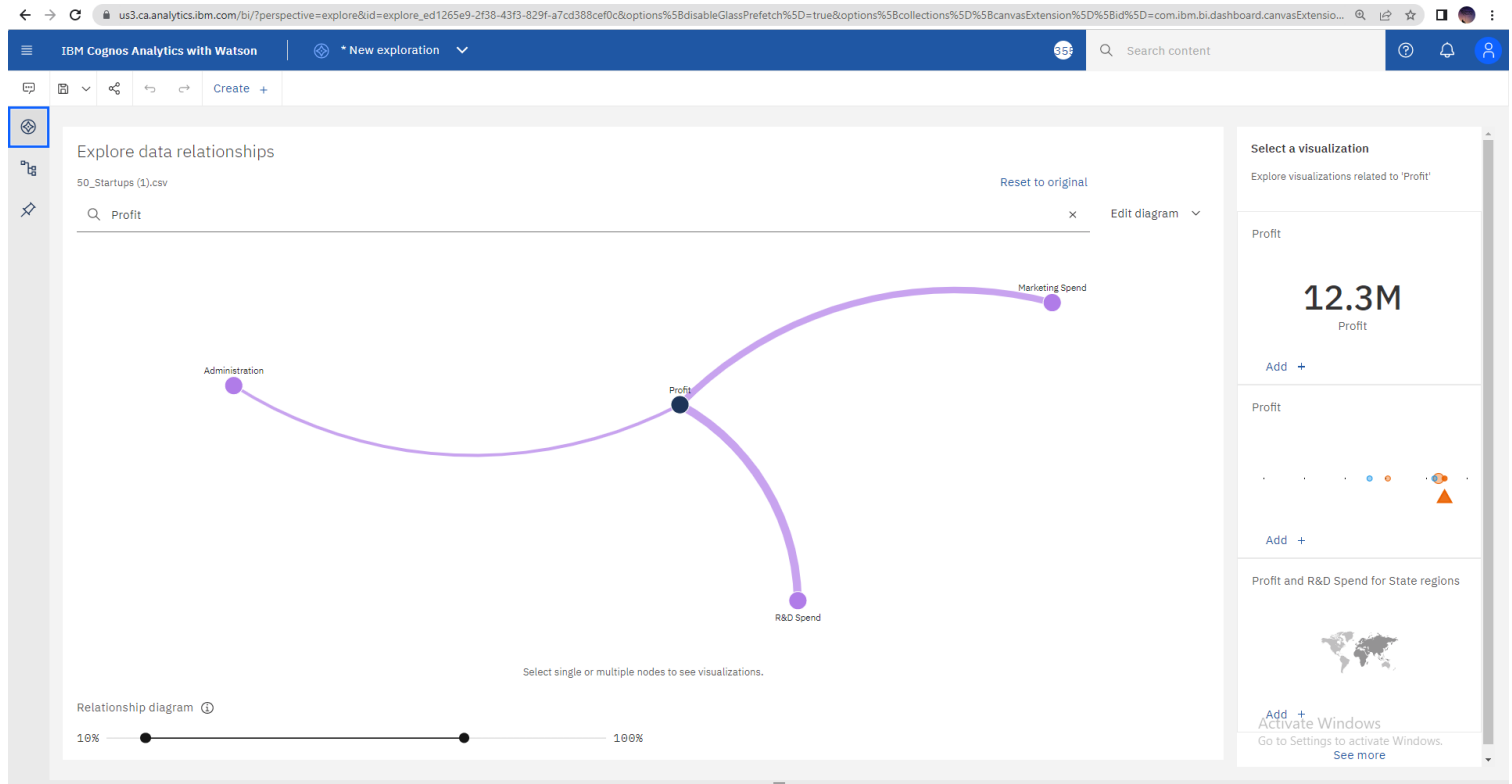 us3.ca.analytics.ibm.com/bi/?perspective=explore&id=explore_ed1265e9-2f38-43f3-829f-a7cd388cef0c&options%5BdisableGlassPrefetch%5D=true&options%5Bcollections%5D%5BcanvasExtension%5D%5Bid%5D=com.ibm.bi.dashboard.canvasExtensio...
IBM Cognos Analytics with Watson
* New exploration
Search content
Create +
Explore data relationships
50_Startups (1).csv
Reset to original
Profit
Edit diagram
Marketing Spend
Administration
Profit
R&D Spend
Select single or multiple nodes to see visualizations.
Relationship diagram
10%
100%
Select a visualization
Explore visualizations related to 'Profit'
Profit
12.3M
Profit
Add +
Profit
Add +
Profit and R&D Spend for State regions
Add +
Activate Windows
Go to Settings to activate Windows.
See more